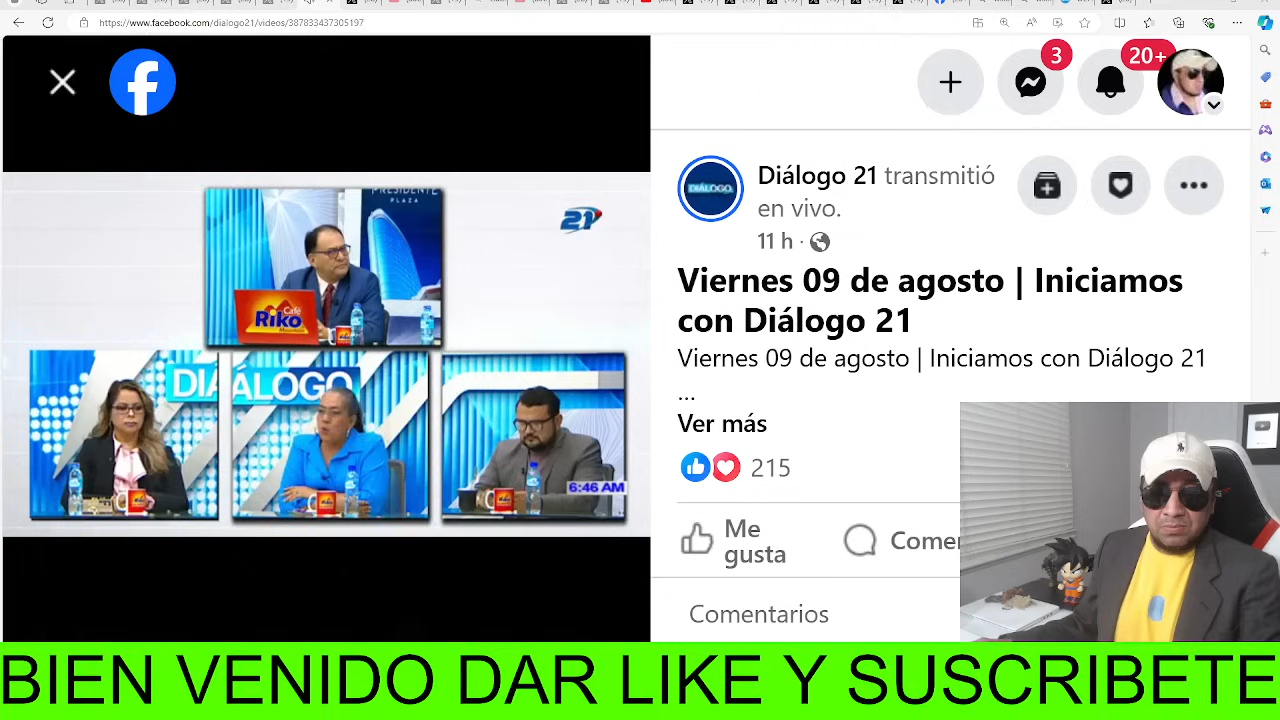 https://www.facebook.com/dialogo21/videos/387833437305197
3
20+
Diálogo 21 transmitió
en vivo.
11 h ·
Viernes 09 de agosto | Iniciamos
con Diálogo 21
Viernes 09 de agosto | Iniciamos con Diálogo 21
...
Ver más
215
Me
gusta
Comen
Comentarios
PRESIDENTE
PLAZA
21
Café
Riko
DIÁLOGO
DIÁÁLOGO
6:46 AM
BIEN VENIDO DAR LIKE Y SUSCRIBETE